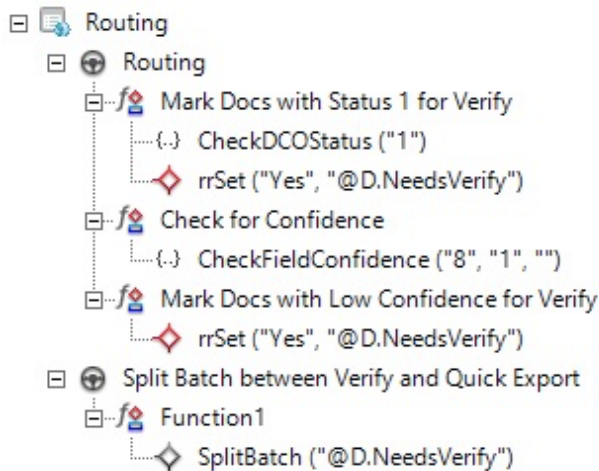 Routing
Routing
Mark Docs with Status 1 for Verify
CheckDCOStatus ("1")
rrSet ("Yes", "@D.NeedsVerify")
Check for Confidence
CheckFieldConfidence ("8", "1", "")
Mark Docs with Low Confidence for Verify
rrSet ("Yes", "@D.NeedsVerify")
Split Batch between Verify and Quick Export
Function1
SplitBatch ("@D.NeedsVerify")